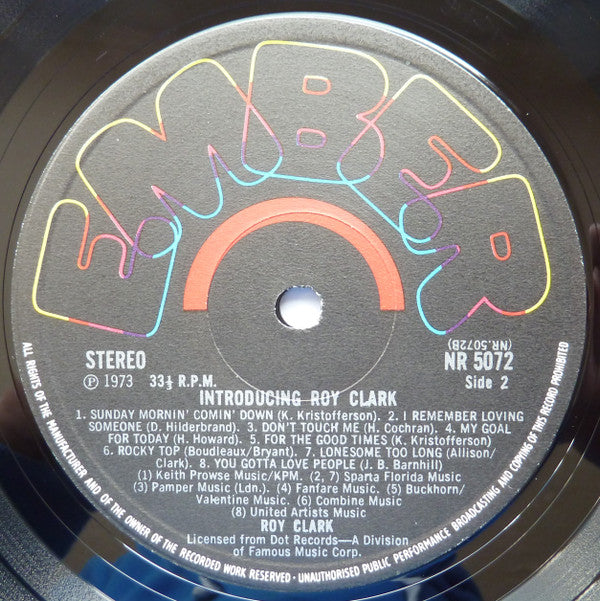 EMBER
STEREO
NR 5072
(NR.5072B)
℗ 1973 33⅓ R.P.M.
Side 2
INTRODUCING ROY CLARK
1. SUNDAY MORNIN' COMIN' DOWN (K. Kristofferson). 2. I REMEMBER LOVING
SOMEONE (D. Hilderbrand). 3. DON'T TOUCH ME (H. Cochran). 4. MY GOAL
FOR TODAY (H. Howard). 5. FOR THE GOOD TIMES (K. Kristofferson)
6. ROCKY TOP (Boudleaux/Bryant). 7. LONESOME TOO LONG (Allison/
Clark). 8. YOU GOTTA LOVE PEOPLE (J. B. Barnhill)
(1) Keith Prowse Music/KPM. (2, 7) Sparta Florida Music
(3) Pamper Music (Ldn.). (4) Fanfare Music. (5) Buckhorn/
Valentine Music. (6) Combine Music
(8) United Artists Music
ROY CLARK
Licensed from Dot Records—A Division
of Famous Music Corp.
ALL RIGHTS OF THE MANUFACTURER AND OF THE OWNER OF THE RECORDED WORK RESERVED · UNAUTHORISED PUBLIC PERFORMANCE BROADCASTING AND COPYING OF THIS RECORD PROHIBITED